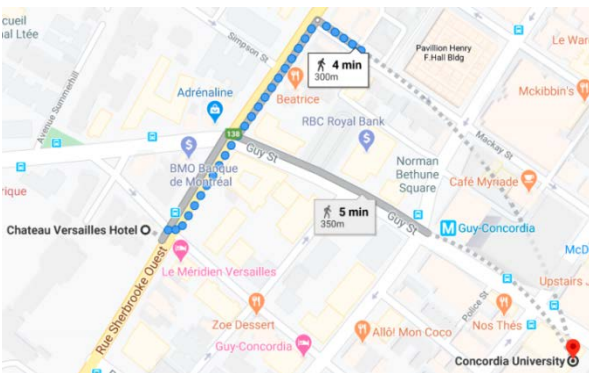 cueil
al Ltée
Simpson St
Le War
Pavillion Henry
F.Hall Bldg
4 min
300m
Avenue Summerhill
Adrénaline
Beatrice
Mckibbin's
RBC Royal Bank
138
Guy St
Mackay St
BMO Banque
de Montréal
Norman
Bethune
Square
Café Myriade
rique
5 min
350m
Guy St
Chateau Versailles Hotel
M Guy-Concordia
McD
Le Méridien Versailles
Rue Sherbrooke Ouest
Upstairs J
Police St
Zoe Dessert
Allô! Mon Coco
Nos Thés
Guy-Concordia
Concordia University